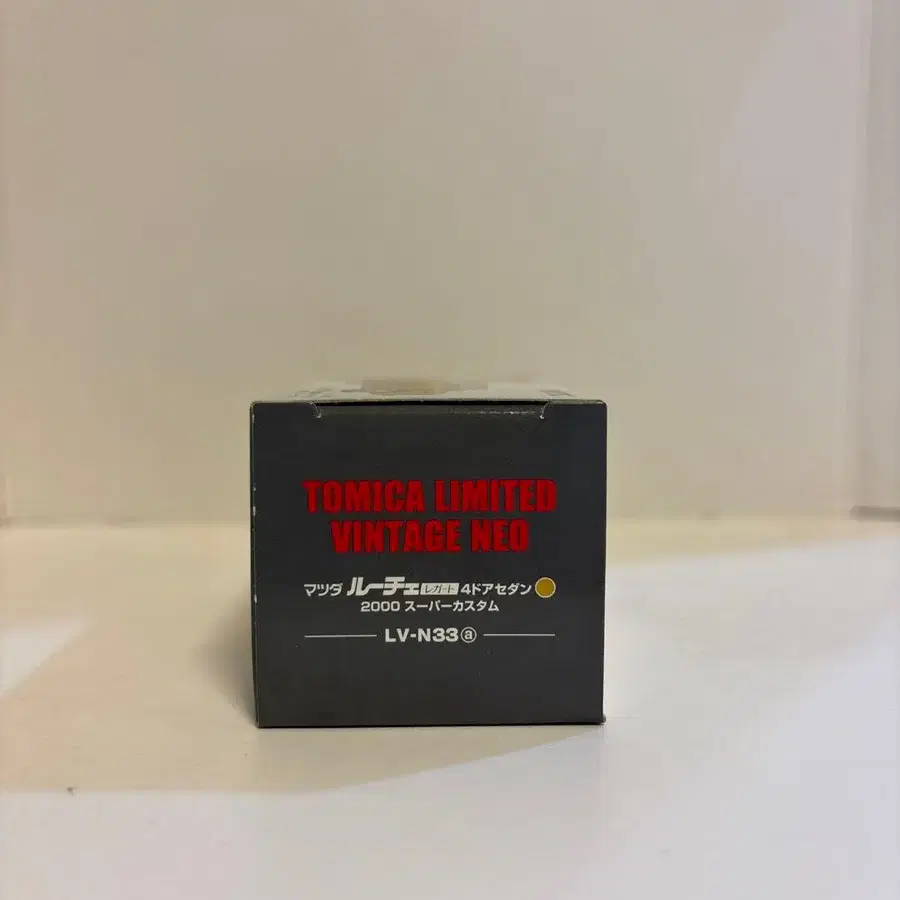 TOMICA LIMITED
VINTAGE NEO
マツダ ルーチェ レガート 4ドアセダン
2000 スーパーカスタム
LV-N33ⓐ